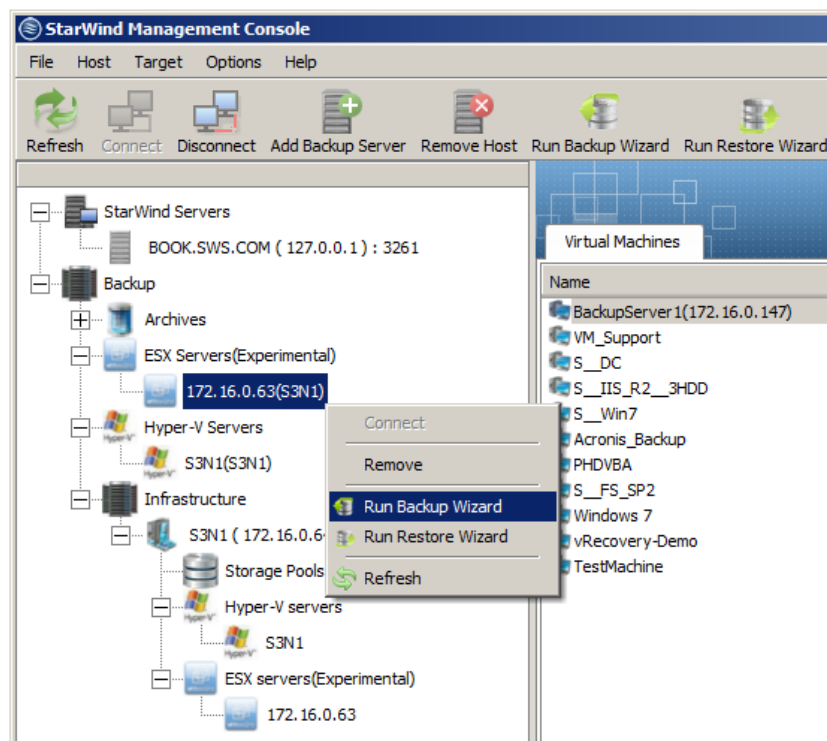 StarWind Management Console
File Host Target Options Help
Refresh Connect Disconnect Add Backup Server Remove Host Run Backup Wizard Run Restore Wizard
StarWind Servers
BOOK.SWS.COM ( 127.0.0.1 ) : 3261
Backup
Archives
ESX Servers(Experimental)
172.16.0.63(S3N1)
Hyper-V Servers
S3N1(S3N1)
Infrastructure
S3N1 ( 172.16.0.6
Storage Pools
Hyper-V servers
S3N1
ESX servers(Experimental)
172.16.0.63
Connect
Remove
Run Backup Wizard
Run Restore Wizard
Refresh
Virtual Machines
Name
BackupServer1(172.16.0.147)
VM_Support
S__DC
S__IIS_R2__3HDD
S__Win7
Acronis_Backup
PHDVBA
S__FS_SP2
Windows 7
vRecovery-Demo
TestMachine